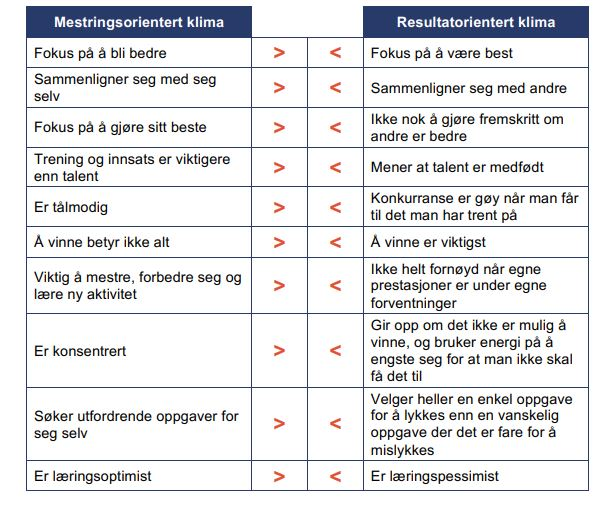 Mestringsorientert klima
Resultatorientert klima
Fokus på å bli bedre
>
<
Fokus på å være best
Sammenligner seg med seg
selv
>
<
Sammenligner seg med andre
Fokus på å gjøre sitt beste
>
<
Ikke nok å gjøre fremskritt om
andre er bedre
Trening og innsats er viktigere
enn talent
>
<
Mener at talent er medfødt
Er tålmodig
>
<
Konkurranse er gøy når man får
til det man har trent på
Å vinne betyr ikke alt
>
<
Å vinne er viktigst
Viktig å mestre, forbedre seg og
lære ny aktivitet
>
<
Ikke helt fornøyd når egne
prestasjoner er under egne
forventninger
Er konsentrert
>
<
Gir opp om det ikke er mulig å
vinne, og bruker energi på å
engste seg for at man ikke skal
få det til
Søker utfordrende oppgaver for
seg selv
>
<
Velger heller en enkel oppgave
for å lykkes enn en vanskelig
oppgave der det er fare for å
mislykkes
Er læringsoptimist
>
<
Er læringspessimist